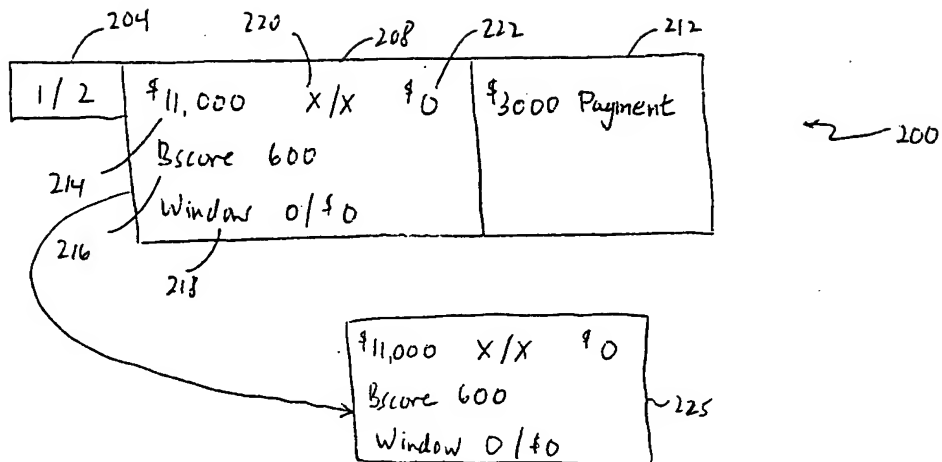 204 220 208 222 212
1/2 $11,000 X/X $0 $3000 Payment
200
Bscore 600
214
Window 0/$0
216
218
$11,000 X/X $0
Bscore 600
225
Window 0/$0